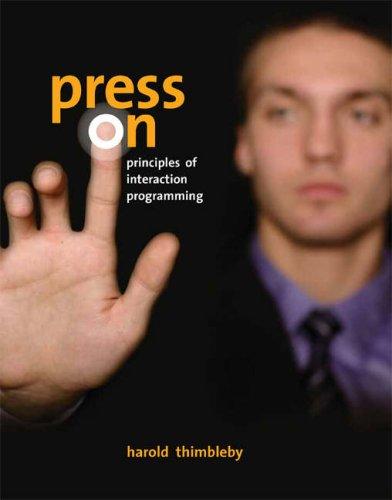 press
on
principles of
interaction
programming
harold thimbleby